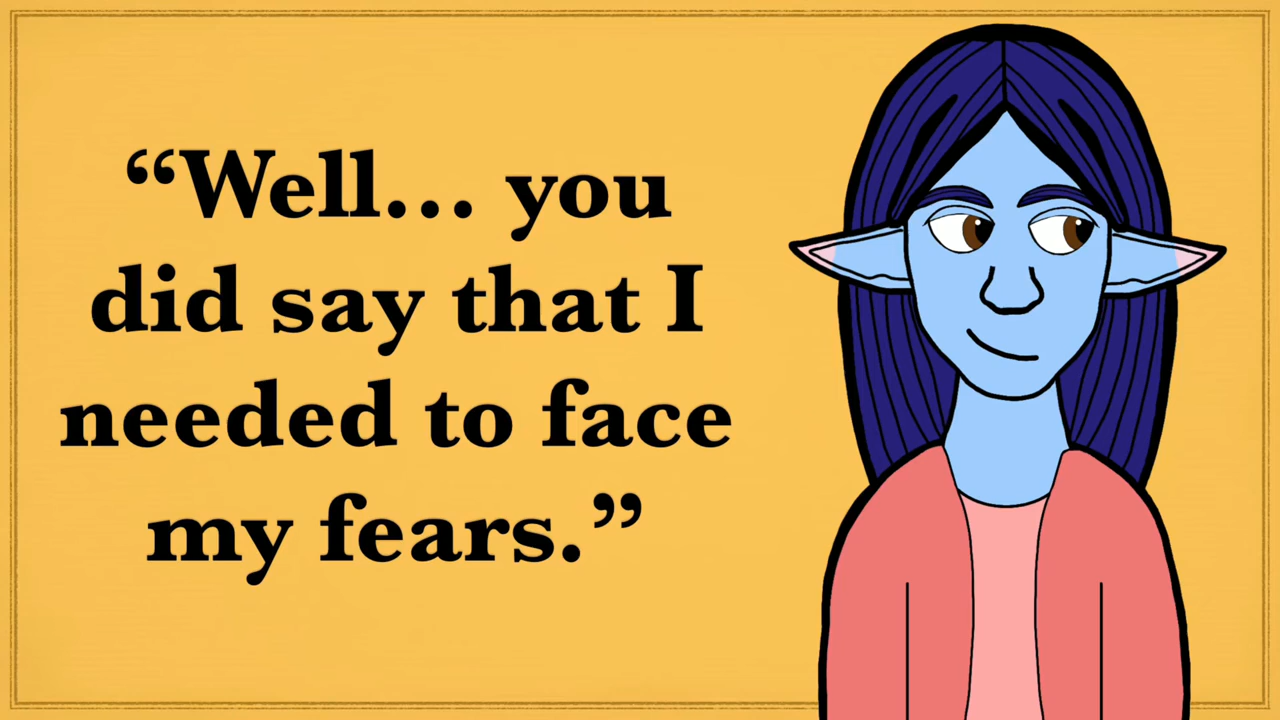 “Well… you
did say that I
needed to face
my fears.”